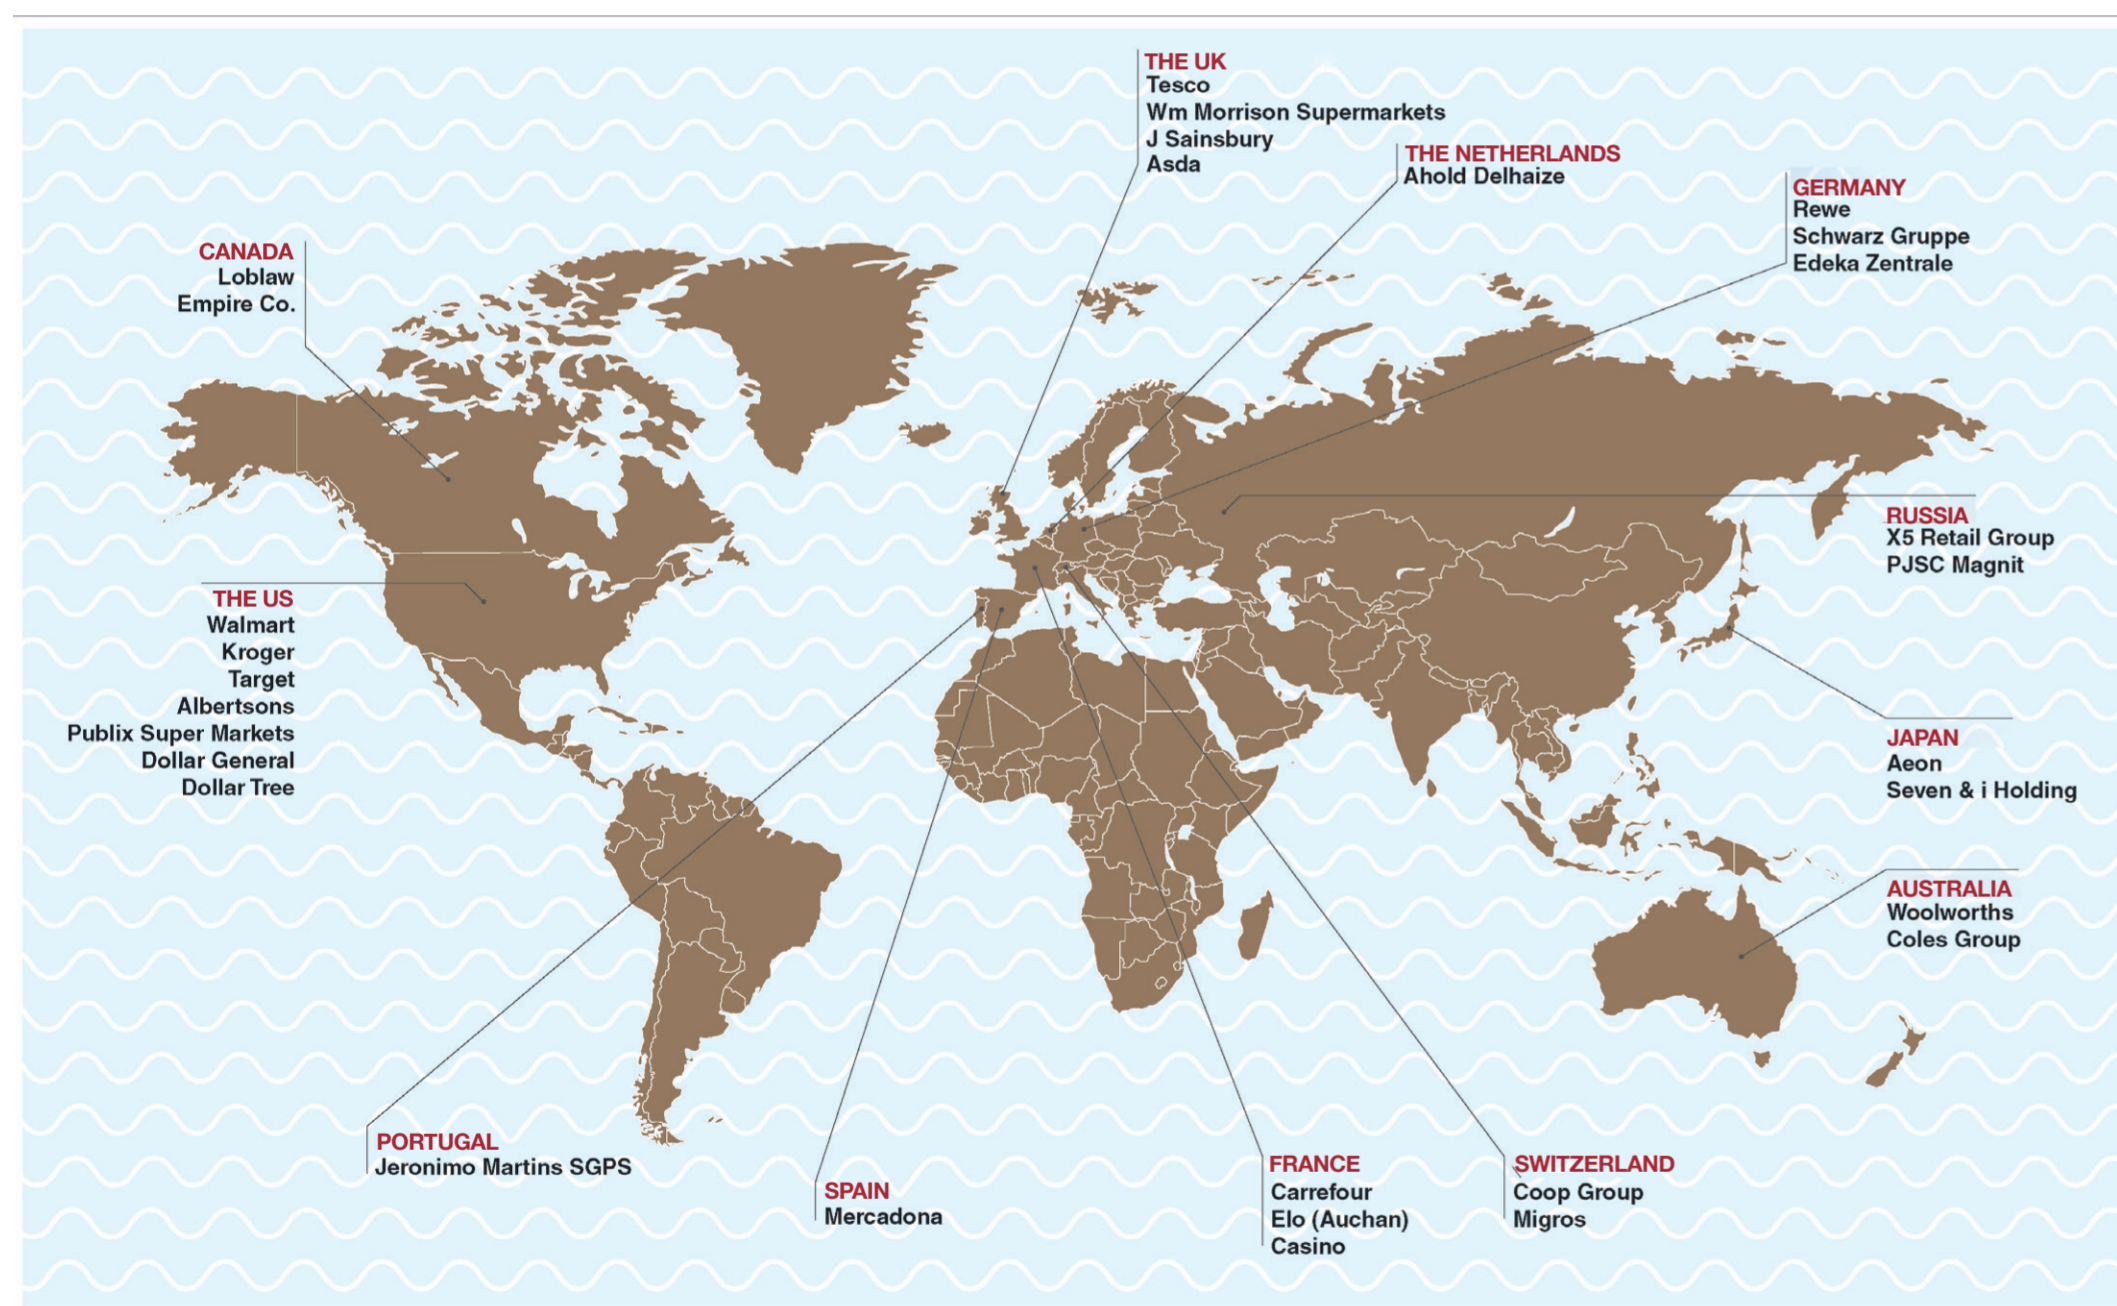 THE UK
Tesco
Wm Morrison Supermarkets
J Sainsbury
Asda
THE NETHERLANDS
Ahold Delhaize
GERMANY
Rewe
Schwarz Gruppe
Edeka Zentrale
CANADA
Loblaw
Empire Co.
THE US
Walmart
Kroger
Target
Albertsons
Publix Super Markets
Dollar General
Dollar Tree
RUSSIA
X5 Retail Group
PJSC Magnit
JAPAN
Aeon
Seven & i Holding
AUSTRALIA
Woolworths
Coles Group
PORTUGAL
Jeronimo Martins SGPS
SPAIN
Mercadona
FRANCE
Carrefour
Elo (Auchan)
Casino
SWITZERLAND
Coop Group
Migros